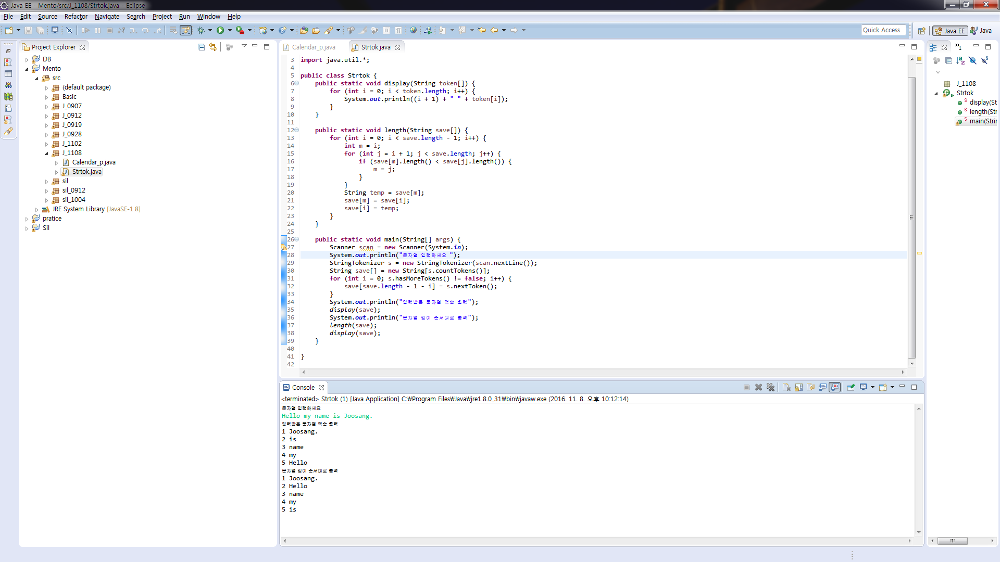 Java EE - Mento/src/J_1108/Strtok.java - Eclipse
File Edit Source Refactor Navigate Search Project Run Window Help
Quick Access
Java EE
Java
Project Explorer
DB
Mento
src
(default package)
Basic
J_0907
J_0912
J_0919
J_0928
J_1102
J_1108
Calendar_p.java
Strtok.java
sil
sil_0912
sil_1004
JRE System Library [JavaSE-1.8]
pratice
Sil
Calendar_p.java
Strtok.java
3 import java.util.*;
4
5 public class Strtok {
6 public static void display(String token[]) {
7 for (int i = 0; i < token.length; i++) {
8 System.out.println((i + 1) + " " + token[i]);
9 }
10 }
11
12 public static void length(String save[]) {
13 for (int i = 0; i < save.length - 1; i++) {
14 int m = i;
15 for (int j = i + 1; j < save.length; j++) {
16 if (save[m].length() < save[j].length()) {
17 m = j;
18 }
19 }
20 String temp = save[m];
21 save[m] = save[i];
22 save[i] = temp;
23 }
24 }
25
26 public static void main(String[] args) {
27 Scanner scan = new Scanner(System.in);
28 System.out.println("문자열 입력하세요 ");
29 StringTokenizer s = new StringTokenizer(scan.nextLine());
30 String save[] = new String[s.countTokens()];
31 for (int i = 0; s.hasMoreTokens() != false; i++) {
32 save[save.length - 1 - i] = s.nextToken();
33 }
34 System.out.println("입력받은 문자열 역순 출력");
35 display(save);
36 System.out.println("문자열 길이 순서대로 출력");
37 length(save);
38 display(save);
39 }
40
41 }
42
Console
<terminated> Strtok (1) [Java Application] C:₩Program Files₩Java₩jre1.8.0_31₩bin₩javaw.exe (2016. 11. 8. 오후 10:12:14)
문자열 입력하세요
Hello my name is Joosang.
입력받은 문자열 역순 출력
1 Joosang.
2 is
3 name
4 my
5 Hello
문자열 길이 순서대로 출력
1 Joosang.
2 Hello
3 name
4 my
5 is
J_1108
Strtok
display(St
length(Stri
main(Strin